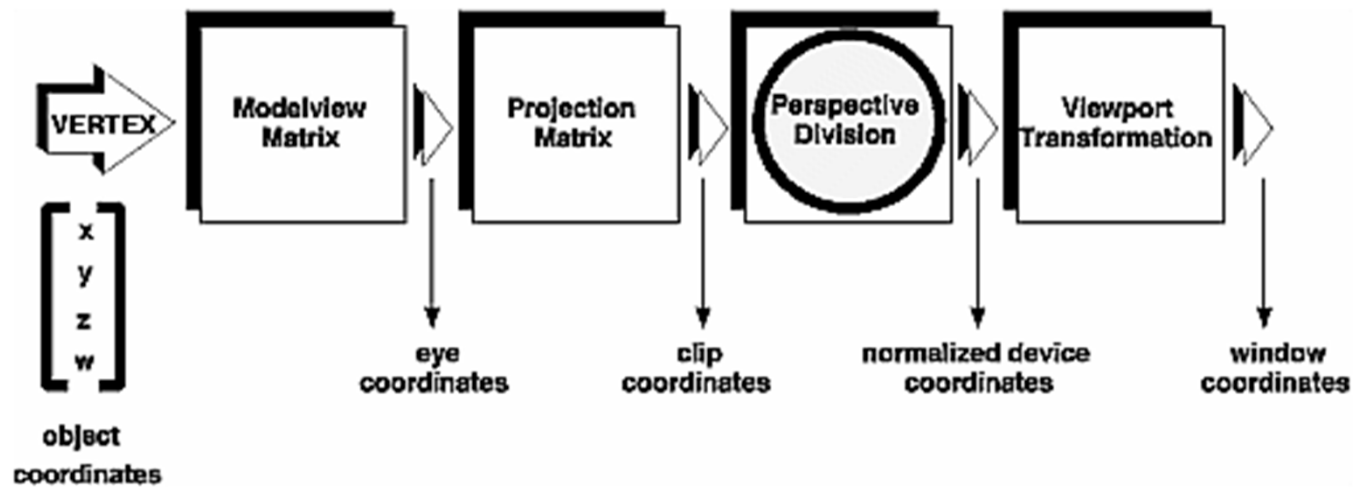 VERTEX
Modelview
Matrix
Projection
Matrix
Perspective
Division
Viewport
Transformation
x
y
z
w
object
coordinates
eye
coordinates
clip
coordinates
normalized device
coordinates
window
coordinates